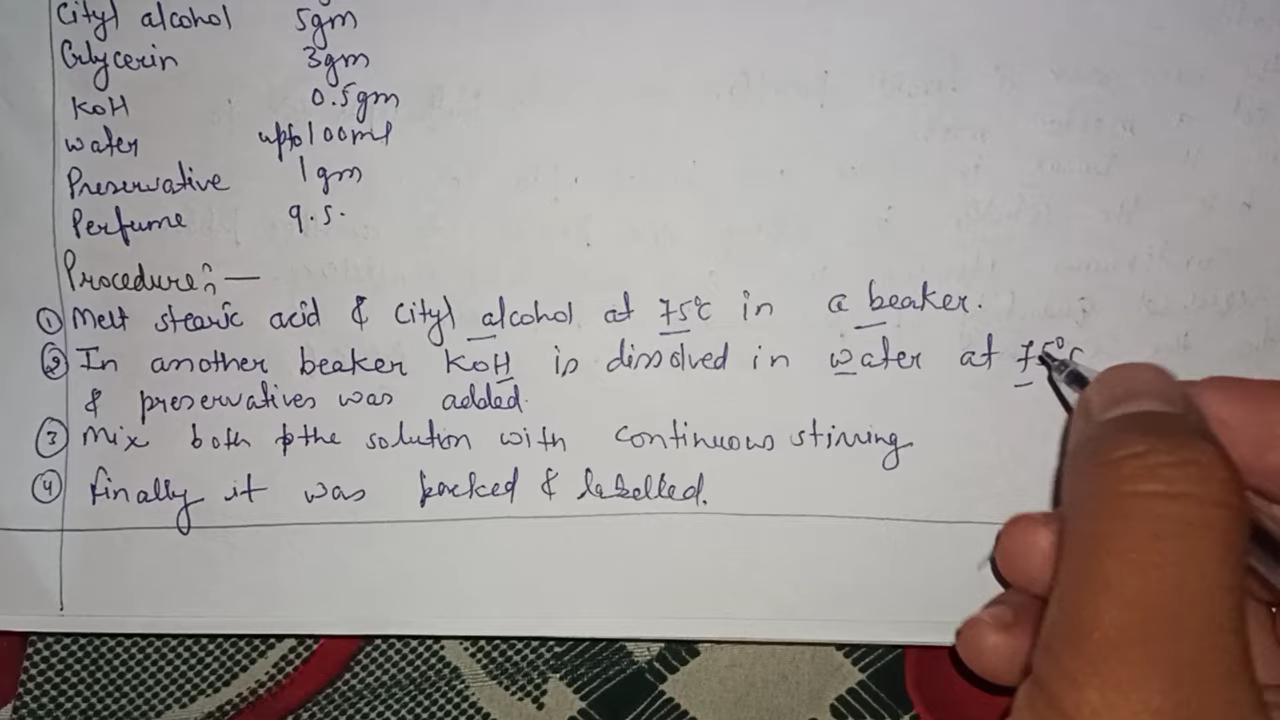 Cityl alcohol 5gm
Glycerin 3gm
KOH 0.5gm
water upto100ml
Preservative 1gm
Perfume q.s.
Procedure:—
① Melt stearic acid & Cityl alcohol at 75°C in a beaker.
② In another beaker KOH is dissolved in water at 75°C
& preservatives was added.
③ Mix both the solution with continuous stirring
④ finally it was packed & labelled.